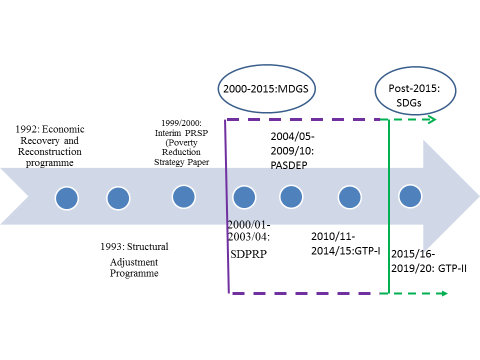 2000-2015:MDGS
Post-2015:
SDGs
1992: Economic
Recovery and
Reconstruction
programme
1999/2000:
Interim PRSP
(Poverty
Reduction
Strategy Paper
2004/05-
2009/10:
PASDEP
1993: Structural
Adjustment
Programme
2000/01-
2003/04:
SDPRP
2010/11-
2014/15:GTP-I
2015/16-
2019/20: GTP-II